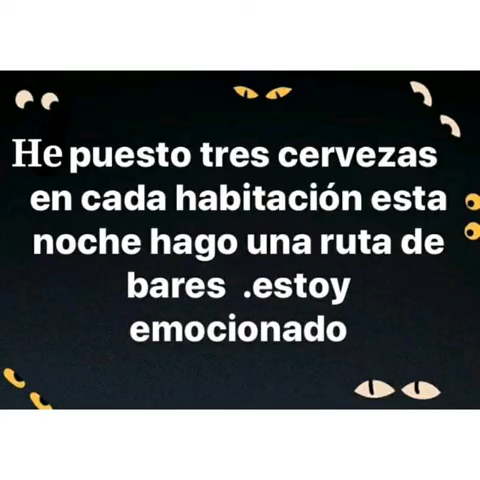 He puesto tres cervezas
en cada habitación esta
noche hago una ruta de
bares .estoy
emocionado